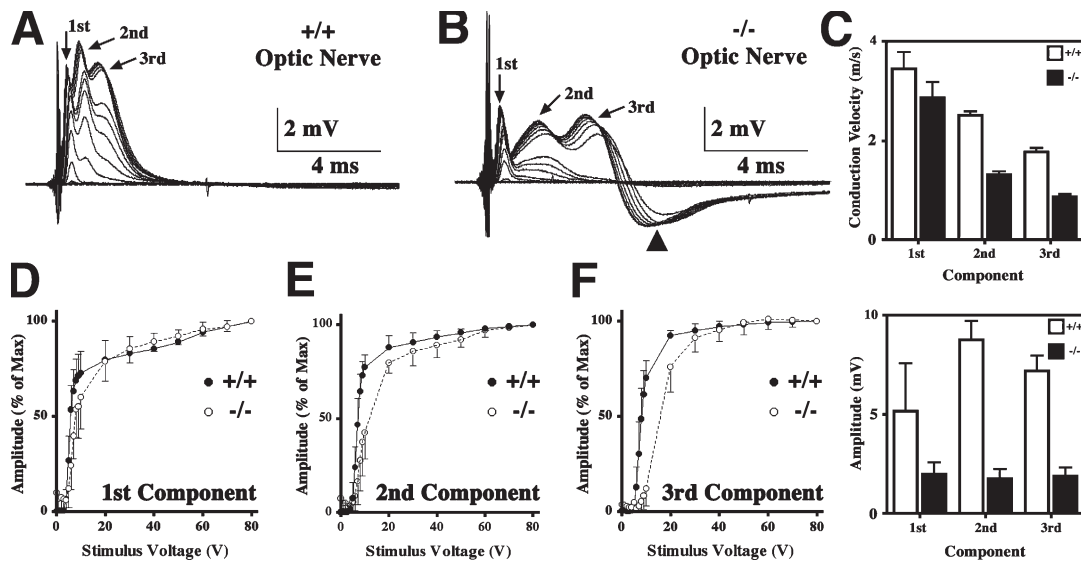 A
1st
2nd
3rd
+/+
Optic Nerve
2 mV
4 ms
B
1st
2nd
3rd
-/-
Optic Nerve
2 mV
4 ms
C
Conduction Velocity (m/s)
4
2
0
+/+
-/-
1st 2nd 3rd
Component
D
Amplitude (% of Max)
100
50
0
+/+
-/-
1st Component
0 20 40 60 80
Stimulus Voltage (V)
E
Amplitude (% of Max)
100
50
0
+/+
-/-
2nd Component
0 20 40 60 80
Stimulus Voltage (V)
F
Amplitude (% of Max)
100
50
0
+/+
-/-
3rd Component
0 20 40 60 80
Stimulus Voltage (V)
Amplitude (mV)
10
5
0
+/+
-/-
1st 2nd 3rd
Component